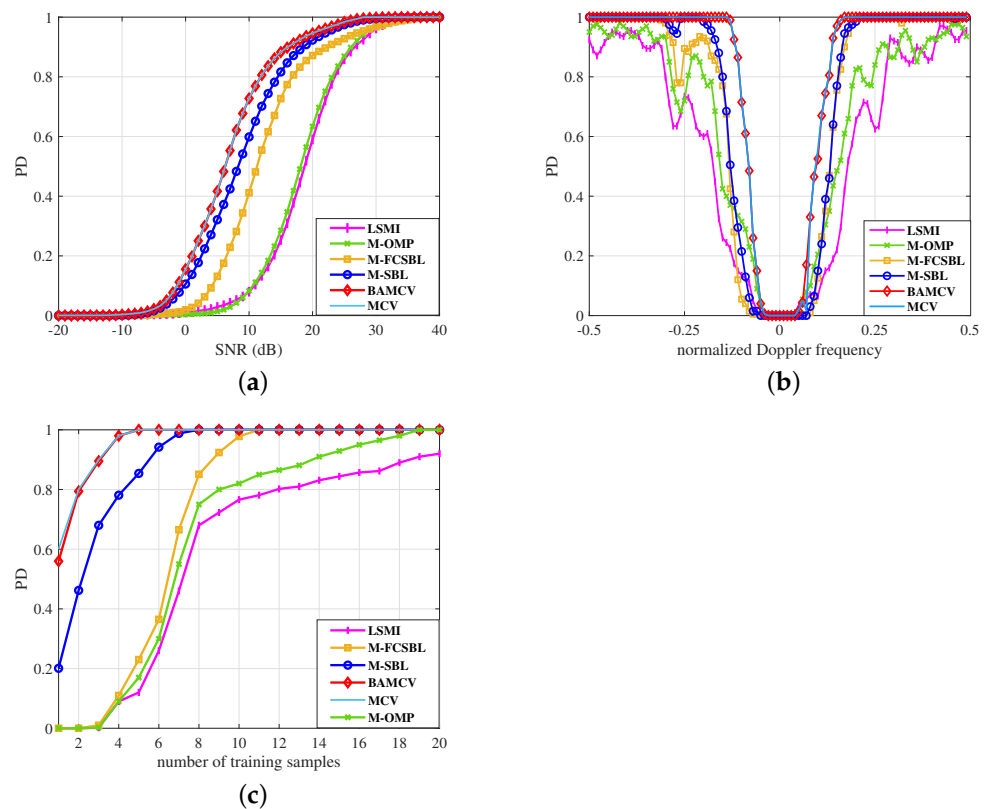 PD
1
0.8
0.6
0.4
0.2
0
-20
-10
0
10
20
30
40
SNR (dB)
LSMI
M-OMP
M-FCSBL
M-SBL
BAMCV
MCV
(a)
PD
1
0.8
0.6
0.4
0.2
0
-0.5
-0.25
0
0.25
0.5
normalized Doppler frequency
LSMI
M-OMP
M-FCSBL
M-SBL
BAMCV
MCV
(b)
PD
1
0.8
0.6
0.4
0.2
0
2
4
6
8
10
12
14
16
18
20
number of training samples
LSMI
M-FCSBL
M-SBL
BAMCV
MCV
M-OMP
(c)